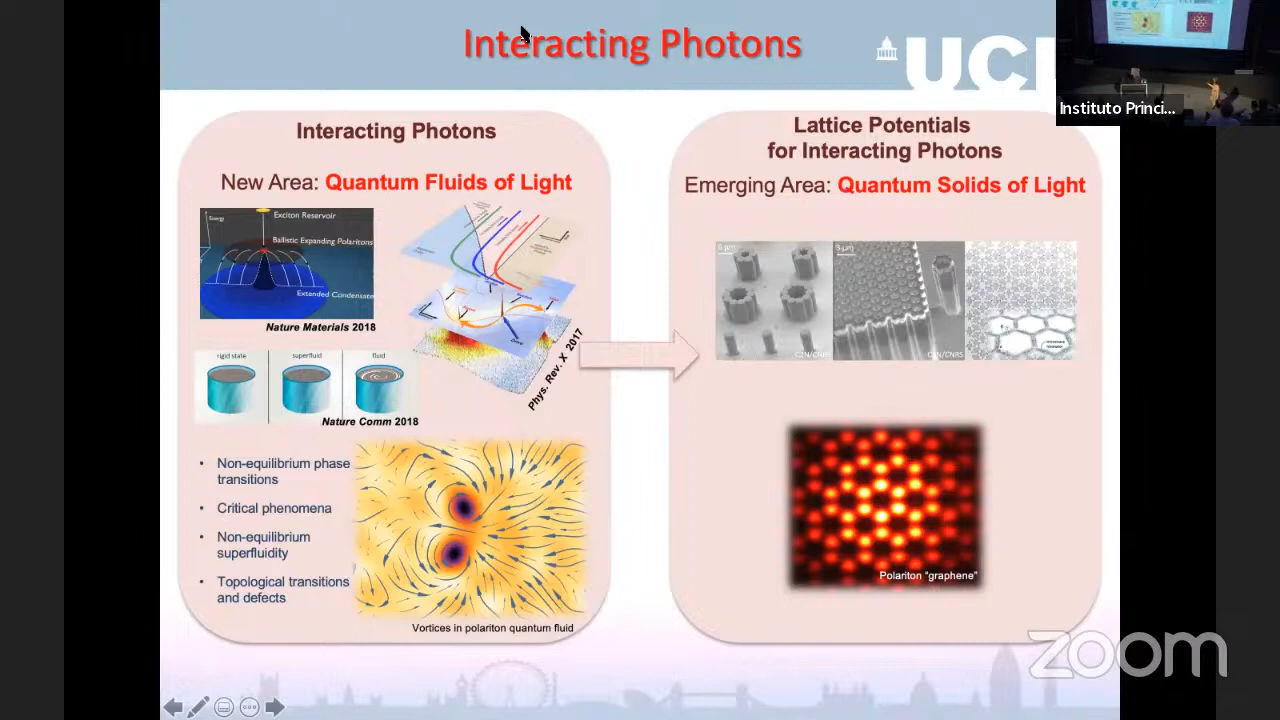 Interacting Photons
UCL
Instituto Princi...
Interacting Photons
New Area: Quantum Fluids of Light
Energy
Exciton Reservoir
Ballistic Expanding Polaritons
Extended Condensate
Nature Materials 2018
Phys. Rev. X 2017
rigid state
superfluid
fluid
Nature Comm 2018
• Non-equilibrium phase
transitions
• Critical phenomena
• Non-equilibrium
superfluidity
• Topological transitions
and defects
Vortices in polariton quantum fluid
Lattice Potentials
for Interacting Photons
Emerging Area: Quantum Solids of Light
C2N/CNRS
Polariton "graphene"
zoom